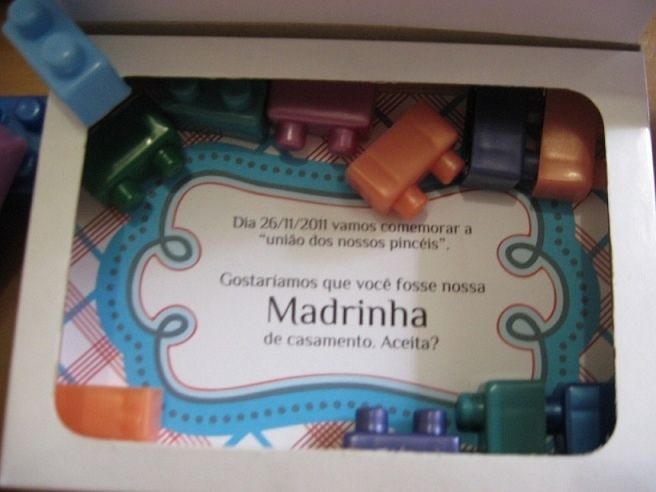 Dia 26/11/2011 vamos comemorar a
"união dos nossos pincéis".
Gostaríamos que você fosse nossa
Madrinha
de casamento. Aceita?